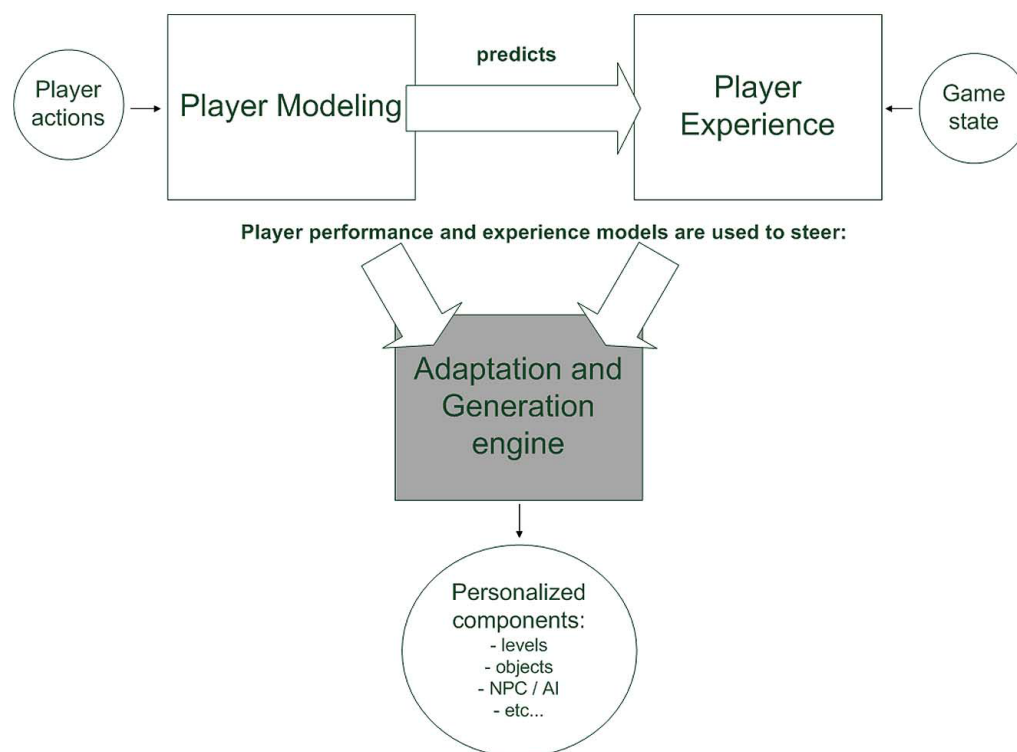 predicts
Player
actions
Player Modeling
Player
Experience
Game
state
Player performance and experience models are used to steer:
Adaptation and
Generation
engine
Personalized
components:
- levels
- objects
- NPC / AI
- etc...